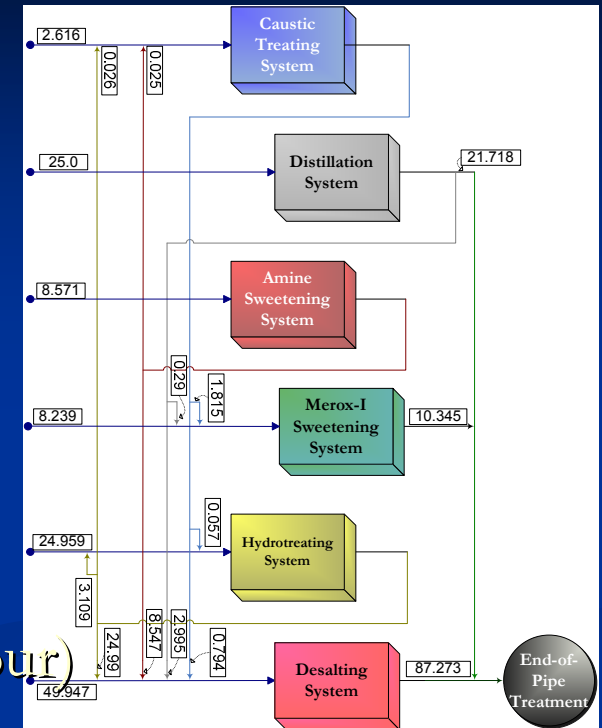 2.616
0.026
0.025
Caustic
Treating
System
25.0
Distillation
System
21.718
8.571
Amine
Sweetening
System
0.29
1.815
8.239
Merox-I
Sweetening
System
10.345
0.057
24.959
Hydrotreating
System
3.109
24.99
8.547
2.995
0.794
our)
49.947
Desalting
System
87.273
End-of-
Pipe
Treatment